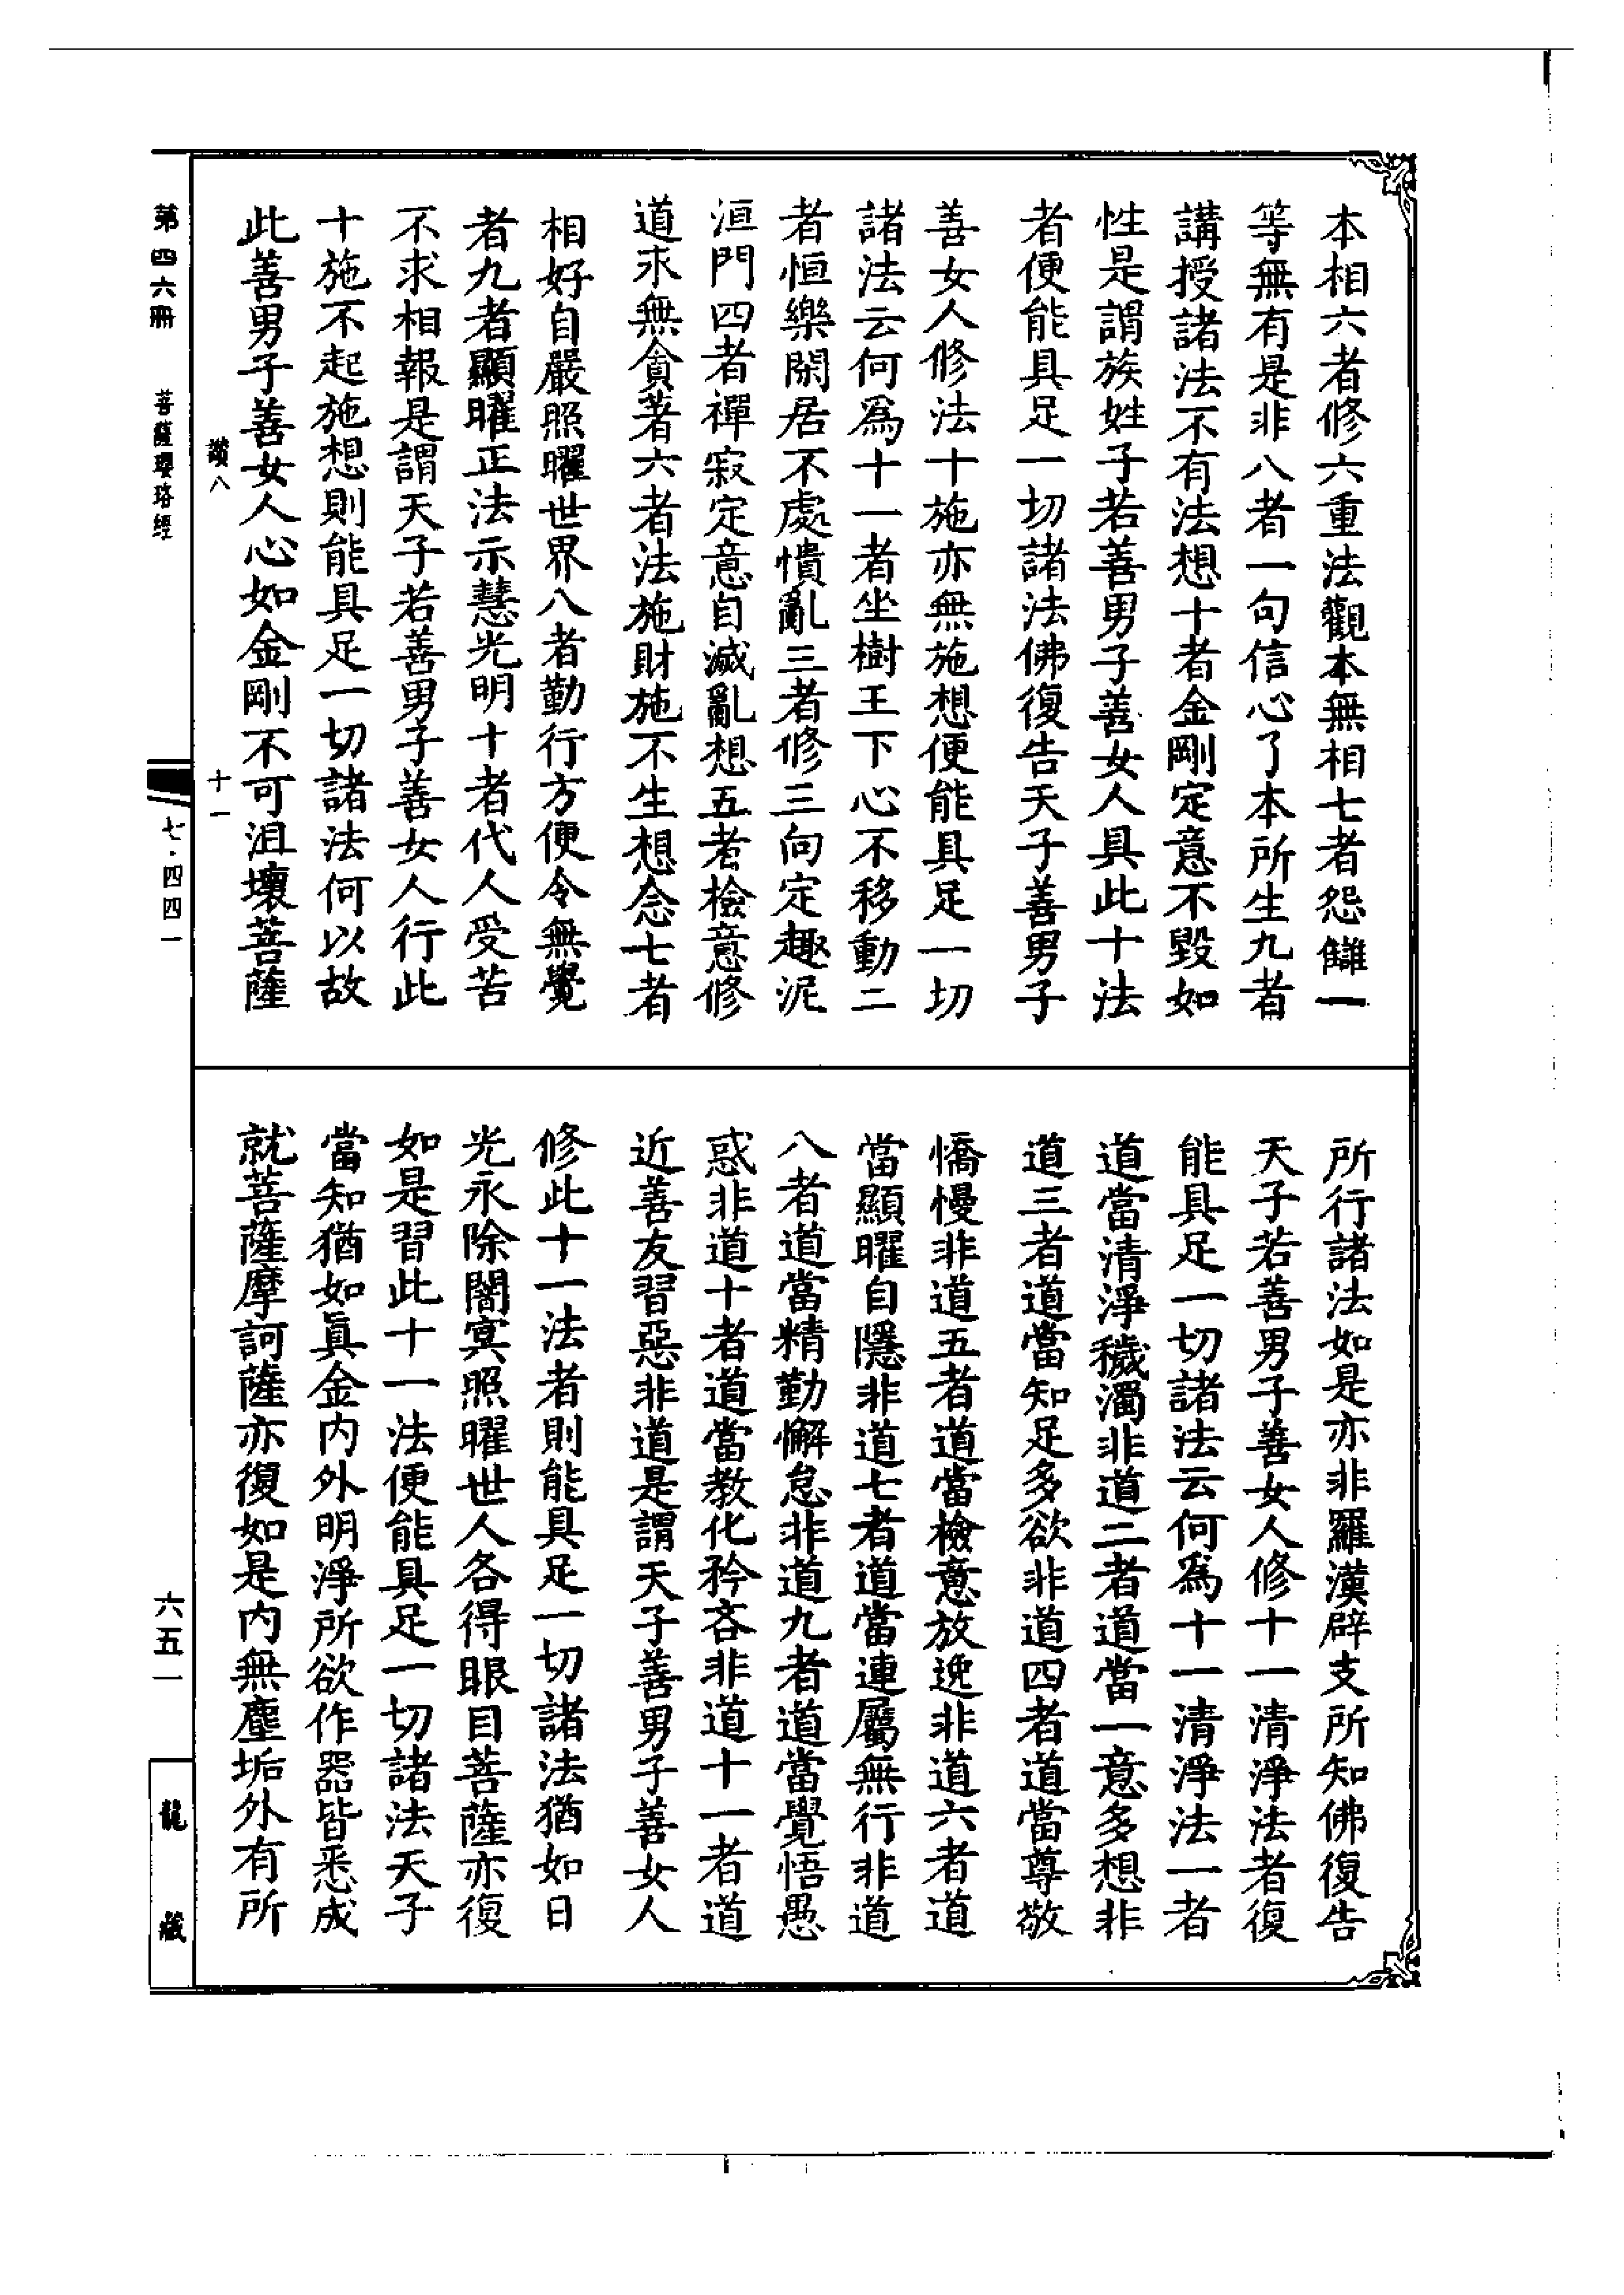 本相六者修六重法觀本無相七者怨讎一
等無有是非八者一句信心了本所生九者
講授諸法不有法想十者金剛定意不毀如
性是謂族姓子若善男子善女人具此十法
者便能具足一切諸法佛復告天子善男子
善女人修法十施亦無施想便能具足一切
諸法云何為十一者坐樹王下心不移動二
者恒樂閑居不處憒亂三者修三向定趣泥
洹門四者禪寂定意自滅亂想五者檢意修
道永無貪著六者法施財施不生想念七者
相好自嚴照曜世界八者勤行方便令無覺
者九者顯曜正法示慧光明十者代人受苦
不求相報是謂天子若善男子善女人行此
十施不起施想則能具足一切諸法何以故
此善男子善女人心如金剛不可沮壞菩薩
所行諸法如是亦非羅漢辟支所知佛復告
天子若善男子善女人修十一清淨法者復
能具足一切諸法云何為十一清淨法一者
道當清淨穢濁非道二者道當一意多想非
道三者道當知足多欲非道四者道當尊敬
憍慢非道五者道當檢意放逸非道六者道
當顯曜自隱非道七者道當連屬無行非道
八者道當精勤懈怠非道九者道當覺悟愚
惑非道十者道當教化矜吝非道十一者道
近善友習惡非道是謂天子善男子善女人
修此十一法者則能具足一切諸法猶如日
光永除闇冥照曜世人各得眼目菩薩亦復
如是習此十一法便能具足一切諸法天子
當知猶如真金內外明淨所欲作器皆悉成
就菩薩摩訶薩亦復如是內無塵垢外有所
八
十一
第四六冊
菩薩瓔珞經
七·四四一
六五一
龍藏